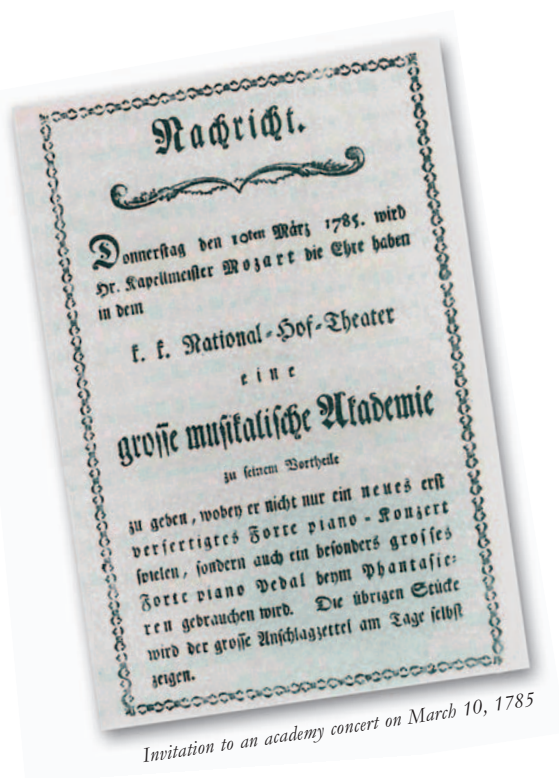 Nachricht.
Donnerstag den 10ten März 1785. wird
Hr. Kapellmeister Mozart die Ehre haben
in dem
k. k. National-Hof-Theater
eine
grosse musikalische Akademie
zu seinem Vortheile
zu geben, wobey er nicht nur ein neues erst
verfertigtes Forte piano-Konzert
spielen, sondern auch ein besonders grosses
Forte piano Pedal beym Phantasie-
ren gebrauchen wird. Die übrigen Stücke
wird der grosse Anschlagzettel am Tage selbst
zeigen.
Invitation to an academy concert on March 10, 1785